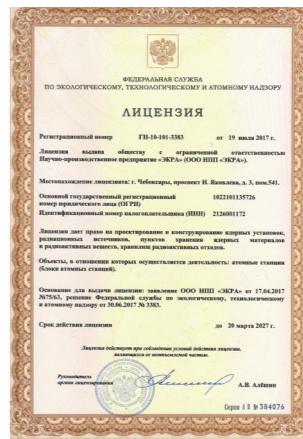 ФЕДЕРАЛЬНАЯ СЛУЖБА
ПО ЭКОЛОГИЧЕСКОМУ, ТЕХНОЛОГИЧЕСКОМУ И АТОМНОМУ НАДЗОРУ
ЛИЦЕНЗИЯ
Регистрационный номер ГН-10-101-3383 от 19 июля 2017 г.
Лицензия выдана обществу с ограниченной ответственностью
Научно-производственное предприятие «ЭКРА» (ООО НПП «ЭКРА»).
Местонахождение лицензиата: г. Чебоксары, проспект И. Яковлева, д. 3, пом.541.
Основной государственный регистрационный 1022101135726
номер юридического лица (ОГРН)
Идентификационный номер налогоплательщика (ИНН) 2126001172
Лицензия дает право на проектирование и конструирование ядерных установок,
радиационных источников, пунктов хранения ядерных материалов
и радиоактивных веществ, хранилищ радиоактивных отходов.
Объекты, в отношении которых осуществляется деятельность: атомные станции
(блоки атомных станций).
Основание для выдачи лицензии: заявление ООО НПП «ЭКРА» от 17.04.2017
№75/63, решение Федеральной службы по экологическому, технологическому
и атомному надзору от 30.06.2017 № 3383.
Срок действия лицензии до 20 марта 2027 г.
Лицензия действует при соблюдении условий действия лицензии,
являющихся ее неотъемлемой частью.
Руководитель
органа лицензирования А.В. Алёшин
Серия А В № 384076